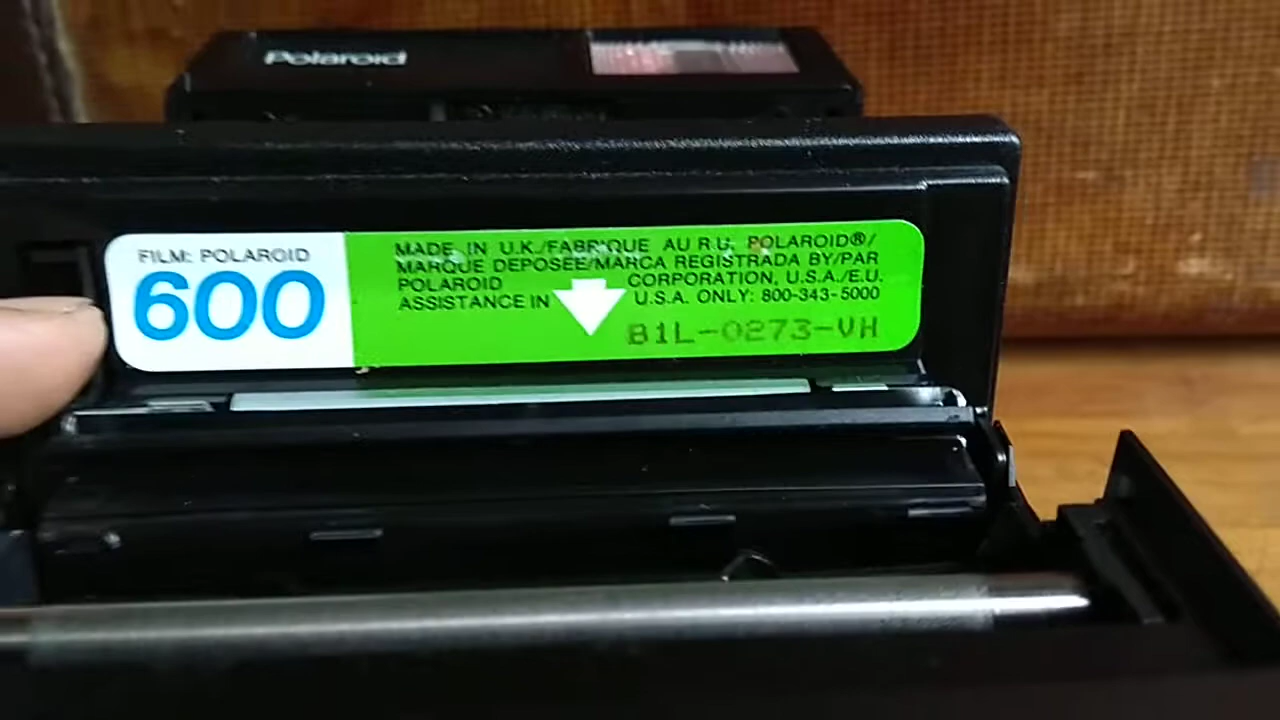 Polaroid
FILM: POLAROID
600
MADE IN U.K./FABRIQUE AU R.U. POLAROID®/
MARQUE DEPOSEE/MARCA REGISTRADA BY/PAR
POLAROID CORPORATION, U.S.A./E.U.
ASSISTANCE IN U.S.A. ONLY: 800-343-5000
B1L-0273-VH